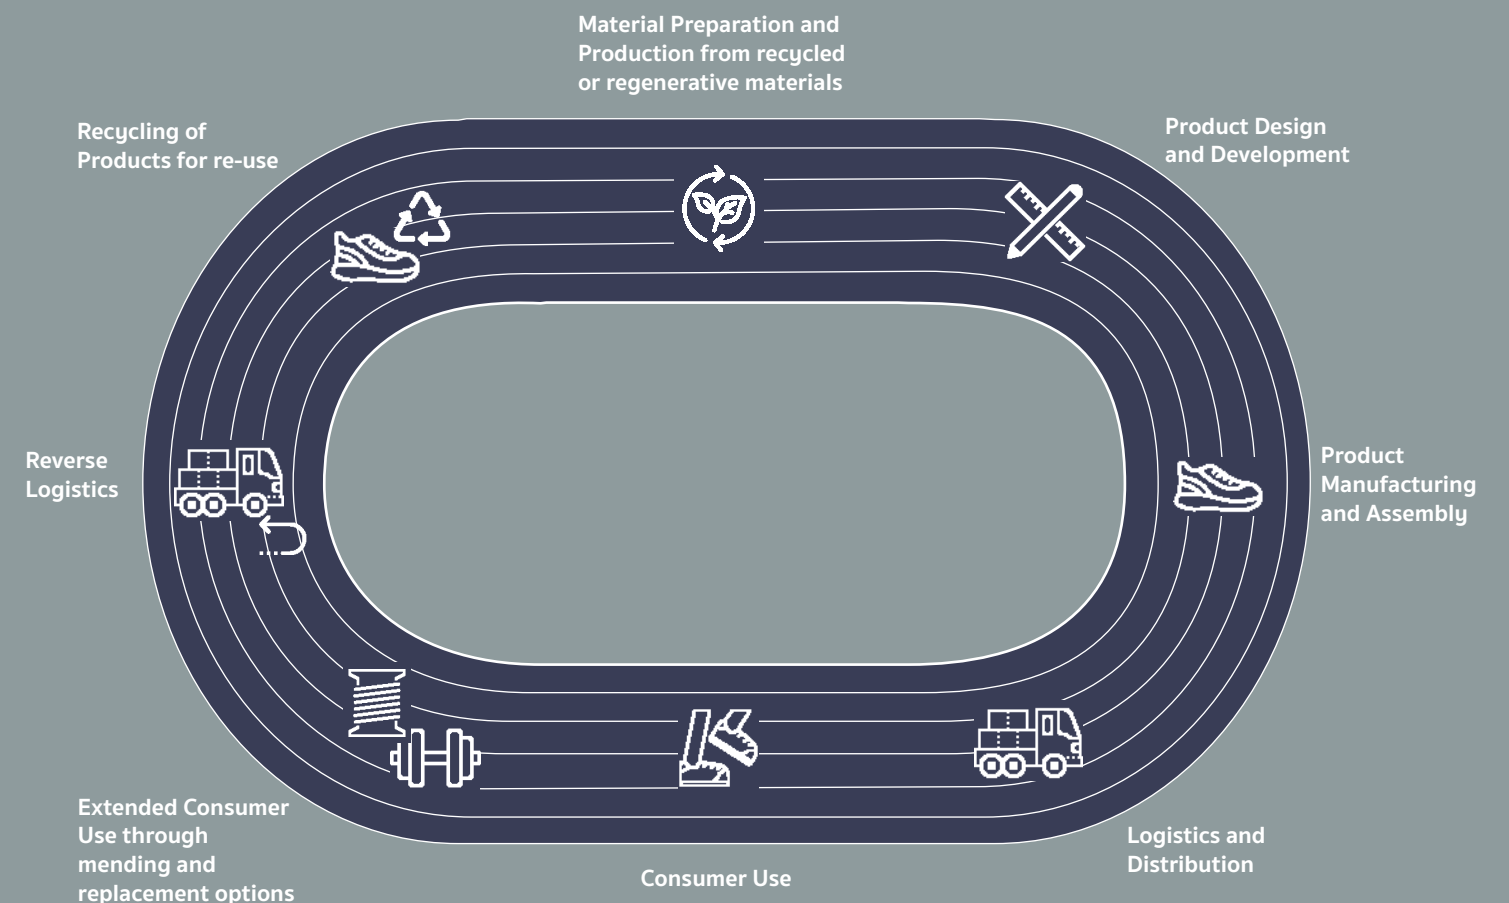 Material Preparation and
Production from recycled
or regenerative materials
Product Design
and Development
Product
Manufacturing
and Assembly
Logistics and
Distribution
Consumer Use
Extended Consumer
Use through
mending and
replacement options
Reverse
Logistics
Recycling of
Products for re-use